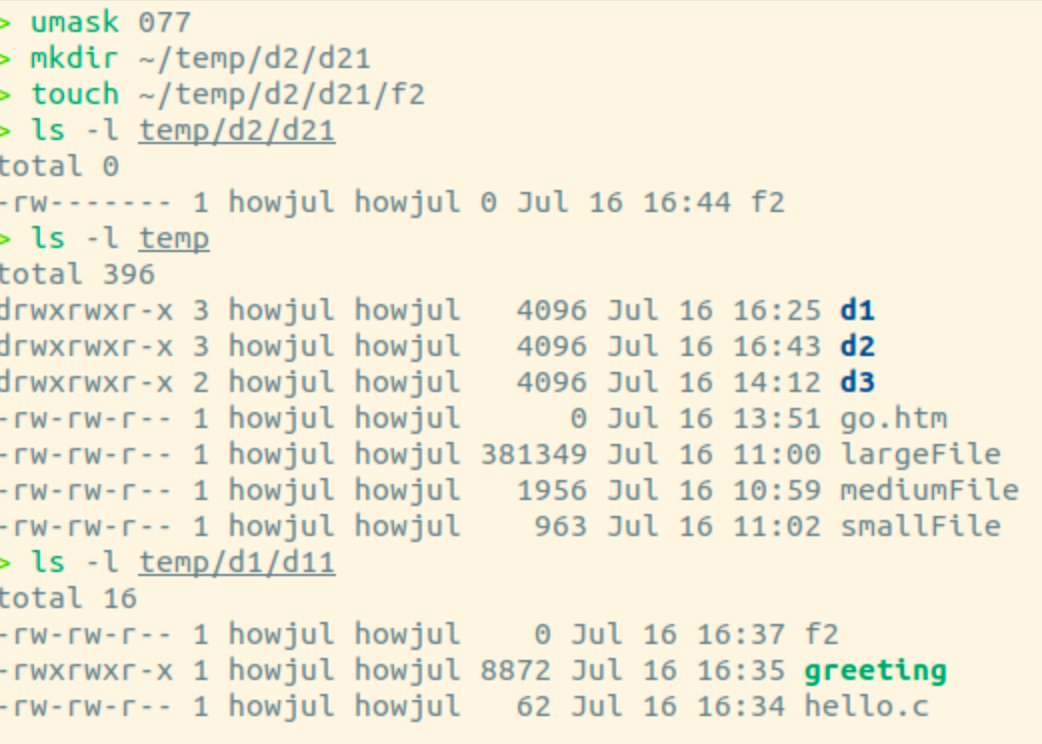 > umask 077
> mkdir ~/temp/d2/d21
> touch ~/temp/d2/d21/f2
> ls -l temp/d2/d21
total 0
-rw------- 1 howjul howjul 0 Jul 16 16:44 f2
> ls -l temp
total 396
drwxrwxr-x 3 howjul howjul   4096 Jul 16 16:25 d1
drwxrwxr-x 3 howjul howjul   4096 Jul 16 16:43 d2
drwxrwxr-x 2 howjul howjul   4096 Jul 16 14:12 d3
-rw-rw-r-- 1 howjul howjul      0 Jul 16 13:51 go.htm
-rw-rw-r-- 1 howjul howjul 381349 Jul 16 11:00 largeFile
-rw-rw-r-- 1 howjul howjul   1956 Jul 16 10:59 mediumFile
-rw-rw-r-- 1 howjul howjul    963 Jul 16 11:02 smallFile
> ls -l temp/d1/d11
total 16
-rw-rw-r-- 1 howjul howjul    0 Jul 16 16:37 f2
-rwxrwxr-x 1 howjul howjul 8872 Jul 16 16:35 greeting
-rw-rw-r-- 1 howjul howjul   62 Jul 16 16:34 hello.c